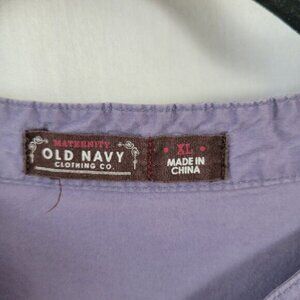 MATERNITY
OLD NAVY
CLOTHING CO.
• XL •
MADE IN
CHINA